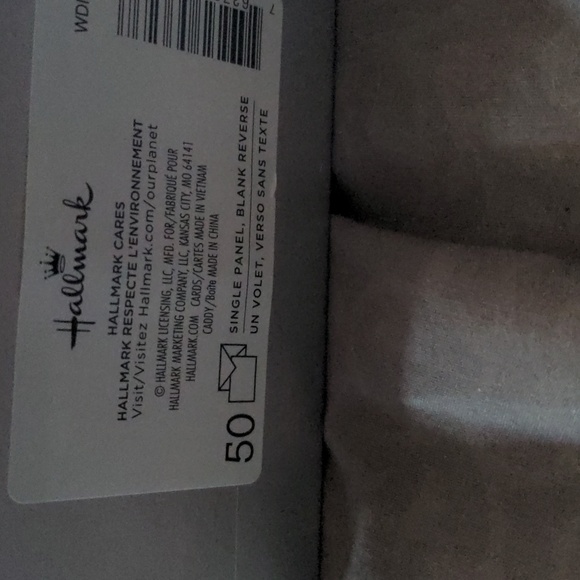 Hallmark
HALLMARK CARES
HALLMARK RESPECTE L'ENVIRONNEMENT
Visit/Visitez Hallmark.com/ourplanet
© HALLMARK LICENSING, LLC, MFD. FOR/FABRIQUÉ POUR
HALLMARK MARKETING COMPANY, LLC, KANSAS CITY, MO 64141
HALLMARK.COM CARDS/CARTES MADE IN VIETNAM
CADDY/Boîte MADE IN CHINA
50
SINGLE PANEL, BLANK REVERSE
UN VOLET, VERSO SANS TEXTE